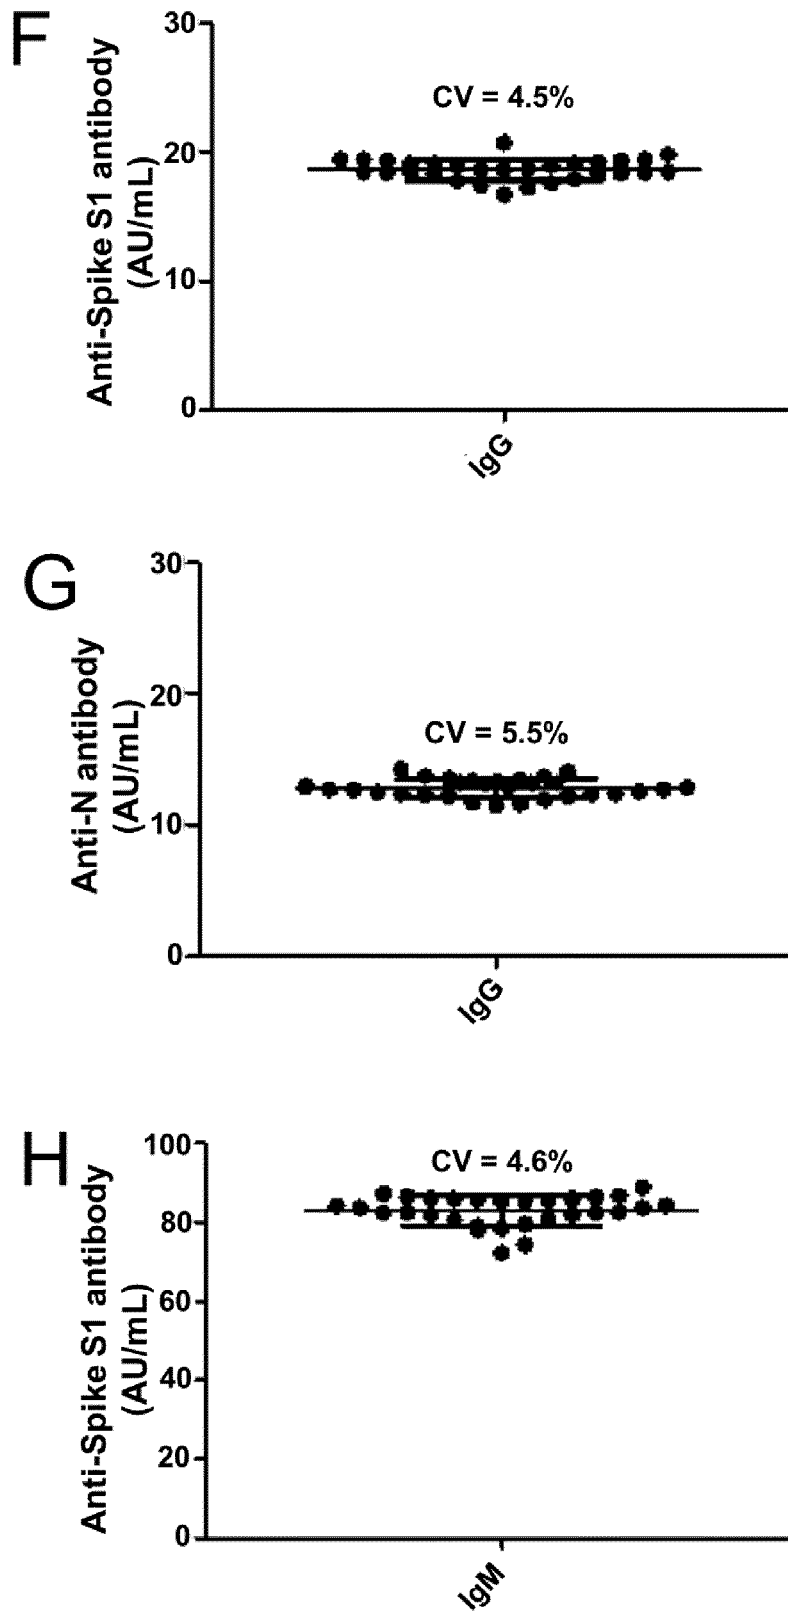 F
Anti-Spike S1 antibody
(AU/mL)
30
20
10
0
CV = 4.5%
IgG
G
Anti-N antibody
(AU/mL)
30
20
10
0
CV = 5.5%
IgG
H
Anti-Spike S1 antibody
(AU/mL)
100
80
60
40
20
0
CV = 4.6%
IgM